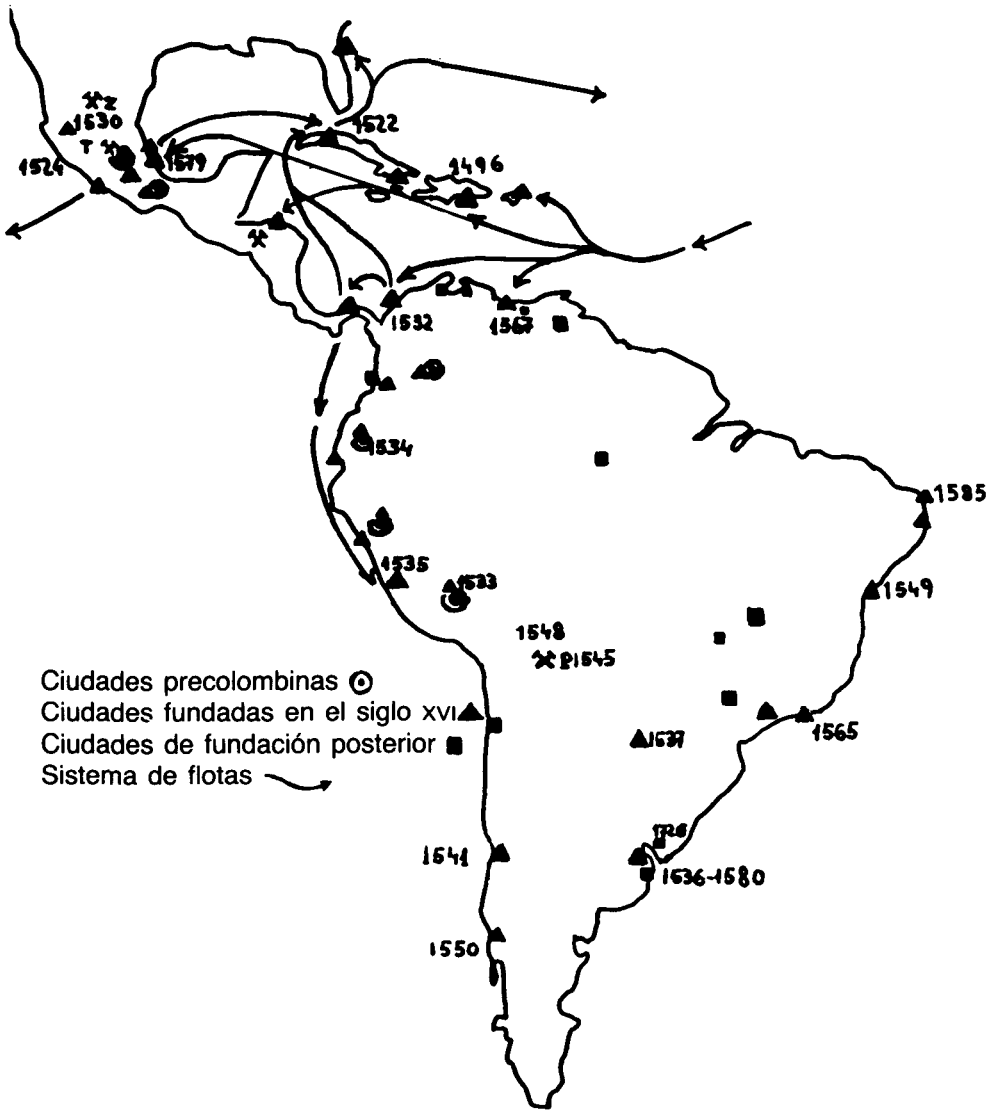 z
1530
1522
T
1524
1519
1496
1532
1567
1534
1585
1535
1533
1549
1548
P1545
Ciudades precolombinas
Ciudades fundadas en el siglo XVI
Ciudades de fundación posterior
Sistema de flotas
1537
1565
1541
1536-1580
1550